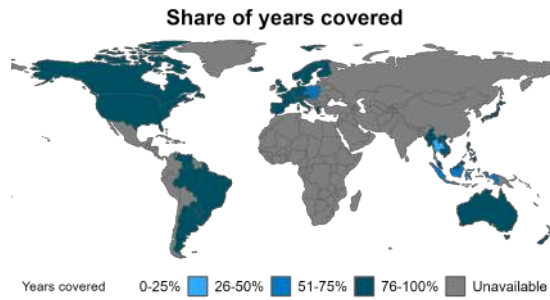 Share of years covered
Years covered 0-25% 26-50% 51-75% 76-100% Unavailable